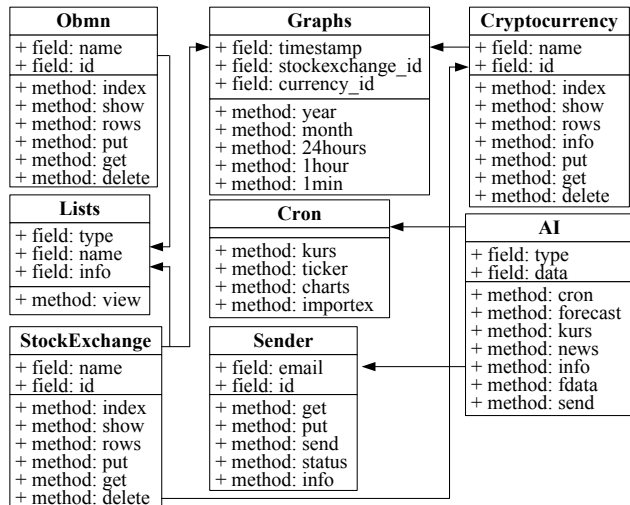 Obmn
+ field: name
+ field: id
+ method: index
+ method: show
+ method: rows
+ method: put
+ method: get
+ method: delete
Graphs
+ field: timestamp
+ field: stockexchange_id
+ field: currency_id
+ method: year
+ method: month
+ method: 24hours
+ method: 1hour
+ method: 1min
Cryptocurrency
+ field: name
+ field: id
+ method: index
+ method: show
+ method: rows
+ method: info
+ method: put
+ method: get
+ method: delete
Lists
+ field: type
+ field: name
+ field: info
+ method: view
Cron
+ method: kurs
+ method: ticker
+ method: charts
+ method: importex
AI
+ field: type
+ field: data
+ method: cron
+ method: forecast
+ method: kurs
+ method: news
+ method: info
+ method: fdata
+ method: send
StockExchange
+ field: name
+ field: id
+ method: index
+ method: show
+ method: rows
+ method: put
+ method: get
+ method: delete
Sender
+ field: email
+ field: id
+ method: get
+ method: put
+ method: send
+ method: status
+ method: info